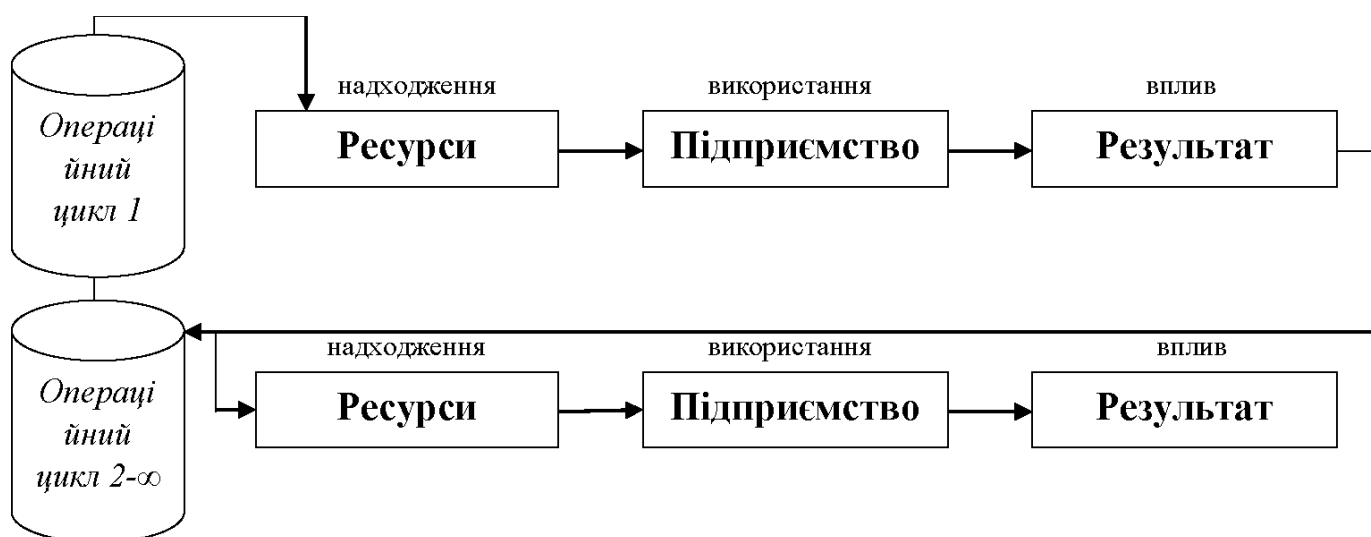 надходження
використання
вплив
Операці
йний
цикл 1
Ресурси
Підприємство
Результат
надходження
використання
вплив
Операці
йний
цикл 2-∞
Ресурси
Підприємство
Результат